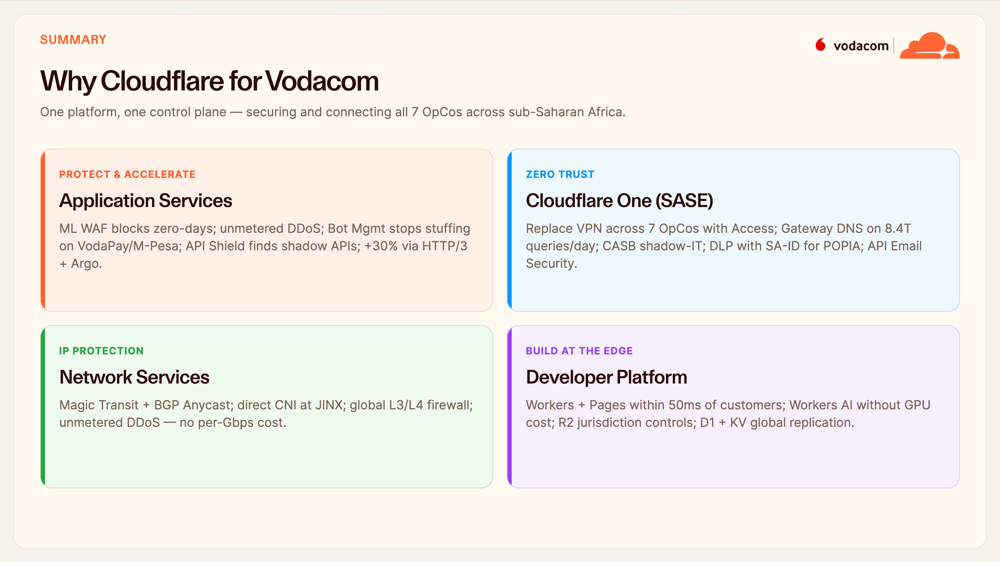 SUMMARY
vodacom
Why Cloudflare for Vodacom
One platform, one control plane — securing and connecting all 7 OpCos across sub-Saharan Africa.
PROTECT & ACCELERATE
Application Services
ML WAF blocks zero-days; unmetered DDoS; Bot Mgmt stops stuffing
on VodaPay/M-Pesa; API Shield finds shadow APIs; +30% via HTTP/3
+ Argo.
ZERO TRUST
Cloudflare One (SASE)
Replace VPN across 7 OpCos with Access; Gateway DNS on 8.4T
queries/day; CASB shadow-IT; DLP with SA-ID for POPIA; API Email
Security.
IP PROTECTION
Network Services
Magic Transit + BGP Anycast; direct CNI at JINX; global L3/L4 firewall;
unmetered DDoS — no per-Gbps cost.
BUILD AT THE EDGE
Developer Platform
Workers + Pages within 50ms of customers; Workers AI without GPU
cost; R2 jurisdiction controls; D1 + KV global replication.